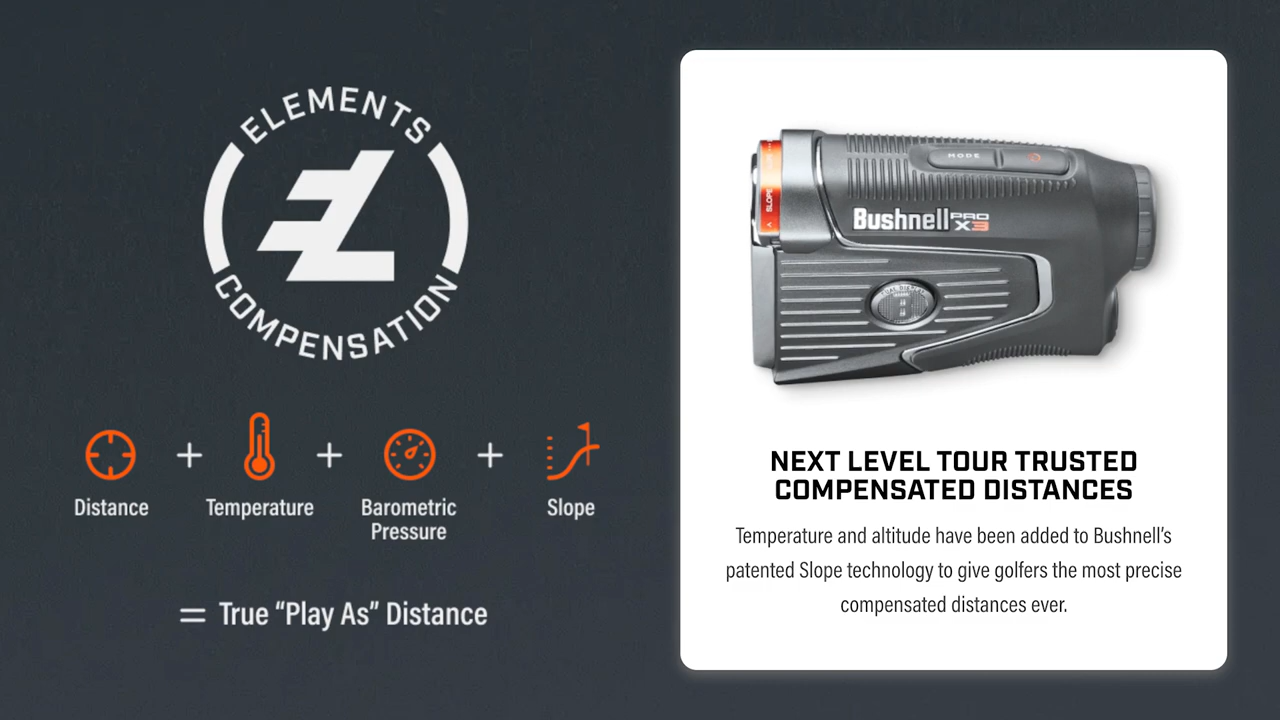 ELEMENTS
COMPENSATION
Distance
+
Temperature
+
Barometric
Pressure
+
Slope
= True “Play As” Distance
MODE
SLOPE
Bushnell PRO
X3
NEXT LEVEL TOUR TRUSTED
COMPENSATED DISTANCES
Temperature and altitude have been added to Bushnell’s
patented Slope technology to give golfers the most precise
compensated distances ever.